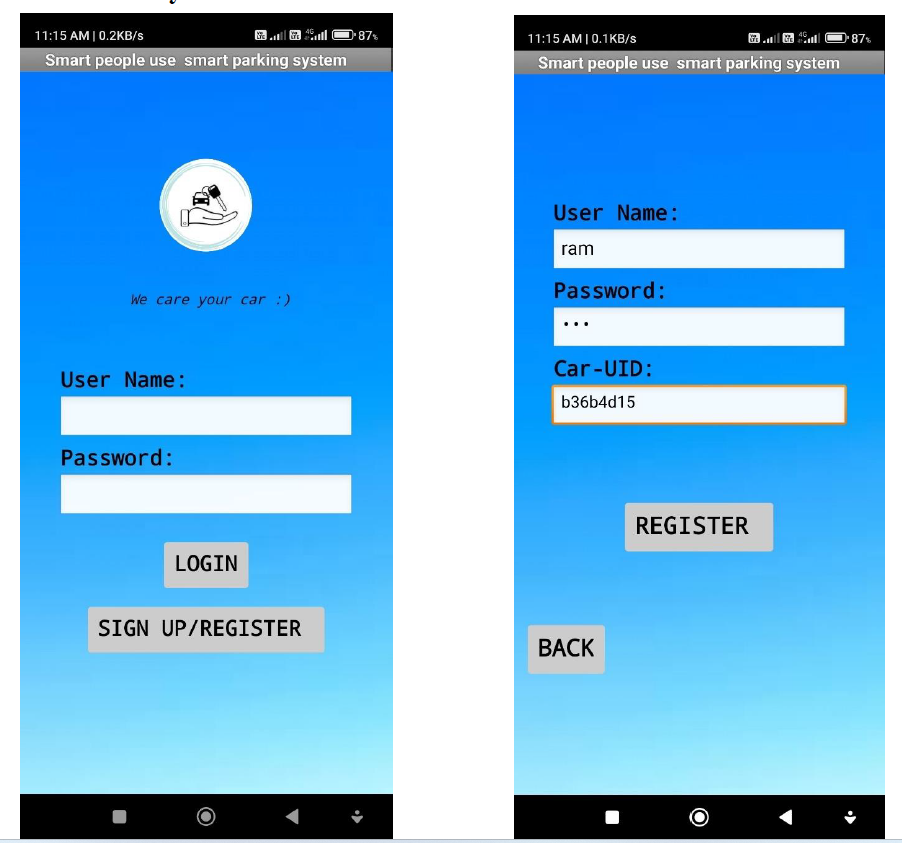 11:15 AM | 0.2KB/s 4G 87%
Smart people use smart parking system
We care your car :)
User Name:
Password:
LOGIN
SIGN UP/REGISTER
11:15 AM | 0.1KB/s 4G 87%
Smart people use smart parking system
User Name:
ram
Password:
•••
Car-UID:
b36b4d15
REGISTER
BACK